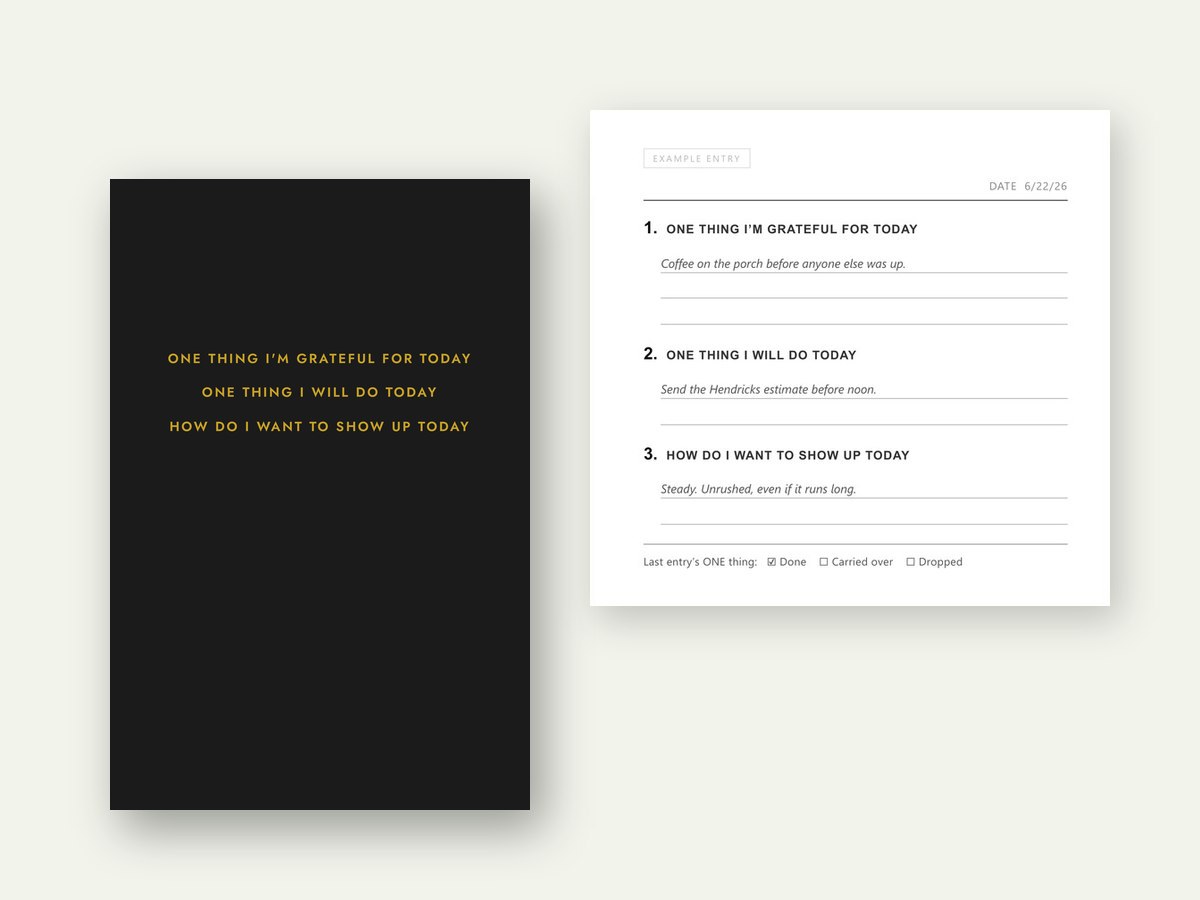 ONE THING I’M GRATEFUL FOR TODAY
ONE THING I WILL DO TODAY
HOW DO I WANT TO SHOW UP TODAY
EXAMPLE ENTRY
DATE 6/22/26
1. ONE THING I’M GRATEFUL FOR TODAY
Coffee on the porch before anyone else was up.
2. ONE THING I WILL DO TODAY
Send the Hendricks estimate before noon.
3. HOW DO I WANT TO SHOW UP TODAY
Steady. Unrushed, even if it runs long.
Last entry’s ONE thing: ☑ Done ☐ Carried over ☐ Dropped